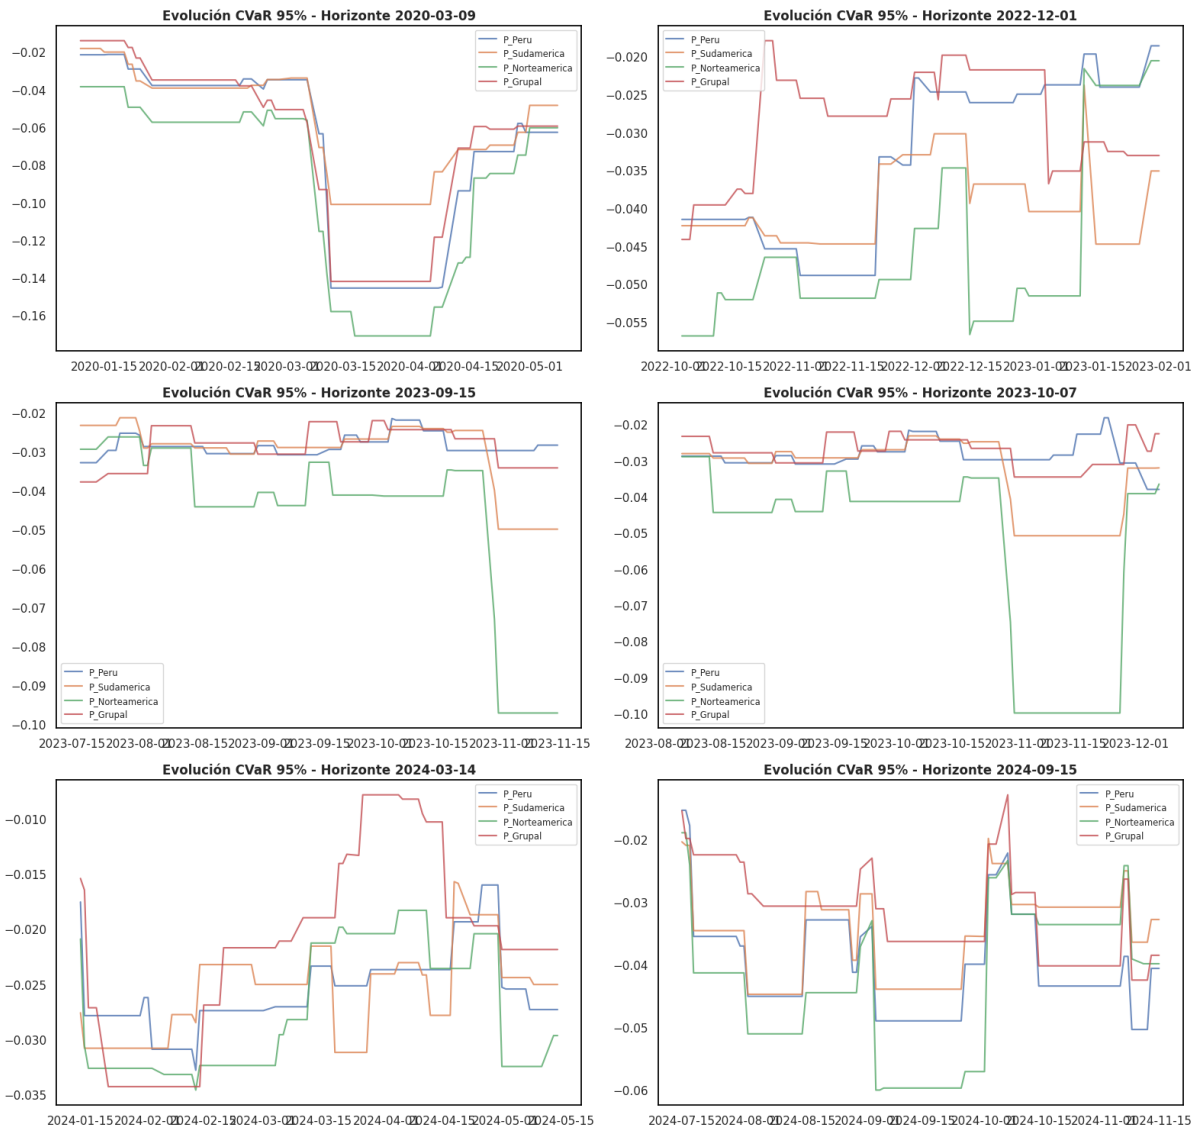 Evolución CVaR 95% - Horizonte 2020-03-09
−0.02
−0.04
−0.06
−0.08
−0.10
−0.12
−0.14
−0.16
P_Peru
P_Sudamerica
P_Norteamerica
P_Grupal
2020-01-15 2020-02-01 2020-02-15 2020-03-01 2020-03-15 2020-04-01 2020-04-15 2020-05-01
Evolución CVaR 95% - Horizonte 2022-12-01
−0.020
−0.025
−0.030
−0.035
−0.040
−0.045
−0.050
−0.055
P_Peru
P_Sudamerica
P_Norteamerica
P_Grupal
2022-10-01 2022-10-15 2022-11-01 2022-11-15 2022-12-01 2022-12-15 2023-01-01 2023-01-15 2023-02-01
Evolución CVaR 95% - Horizonte 2023-09-15
−0.02
−0.03
−0.04
−0.05
−0.06
−0.07
−0.08
−0.09
−0.10
P_Peru
P_Sudamerica
P_Norteamerica
P_Grupal
2023-07-15 2023-08-01 2023-08-15 2023-09-01 2023-09-15 2023-10-01 2023-10-15 2023-11-01 2023-11-15
Evolución CVaR 95% - Horizonte 2023-10-07
−0.02
−0.03
−0.04
−0.05
−0.06
−0.07
−0.08
−0.09
−0.10
P_Peru
P_Sudamerica
P_Norteamerica
P_Grupal
2023-08-01 2023-08-15 2023-09-01 2023-09-15 2023-10-01 2023-10-15 2023-11-01 2023-11-15 2023-12-01
Evolución CVaR 95% - Horizonte 2024-03-14
−0.010
−0.015
−0.020
−0.025
−0.030
−0.035
P_Peru
P_Sudamerica
P_Norteamerica
P_Grupal
2024-01-15 2024-02-01 2024-02-15 2024-03-01 2024-03-15 2024-04-01 2024-04-15 2024-05-01 2024-05-15
Evolución CVaR 95% - Horizonte 2024-09-15
−0.02
−0.03
−0.04
−0.05
−0.06
P_Peru
P_Sudamerica
P_Norteamerica
P_Grupal
2024-07-15 2024-08-01 2024-08-15 2024-09-01 2024-09-15 2024-10-01 2024-10-15 2024-11-01 2024-11-15